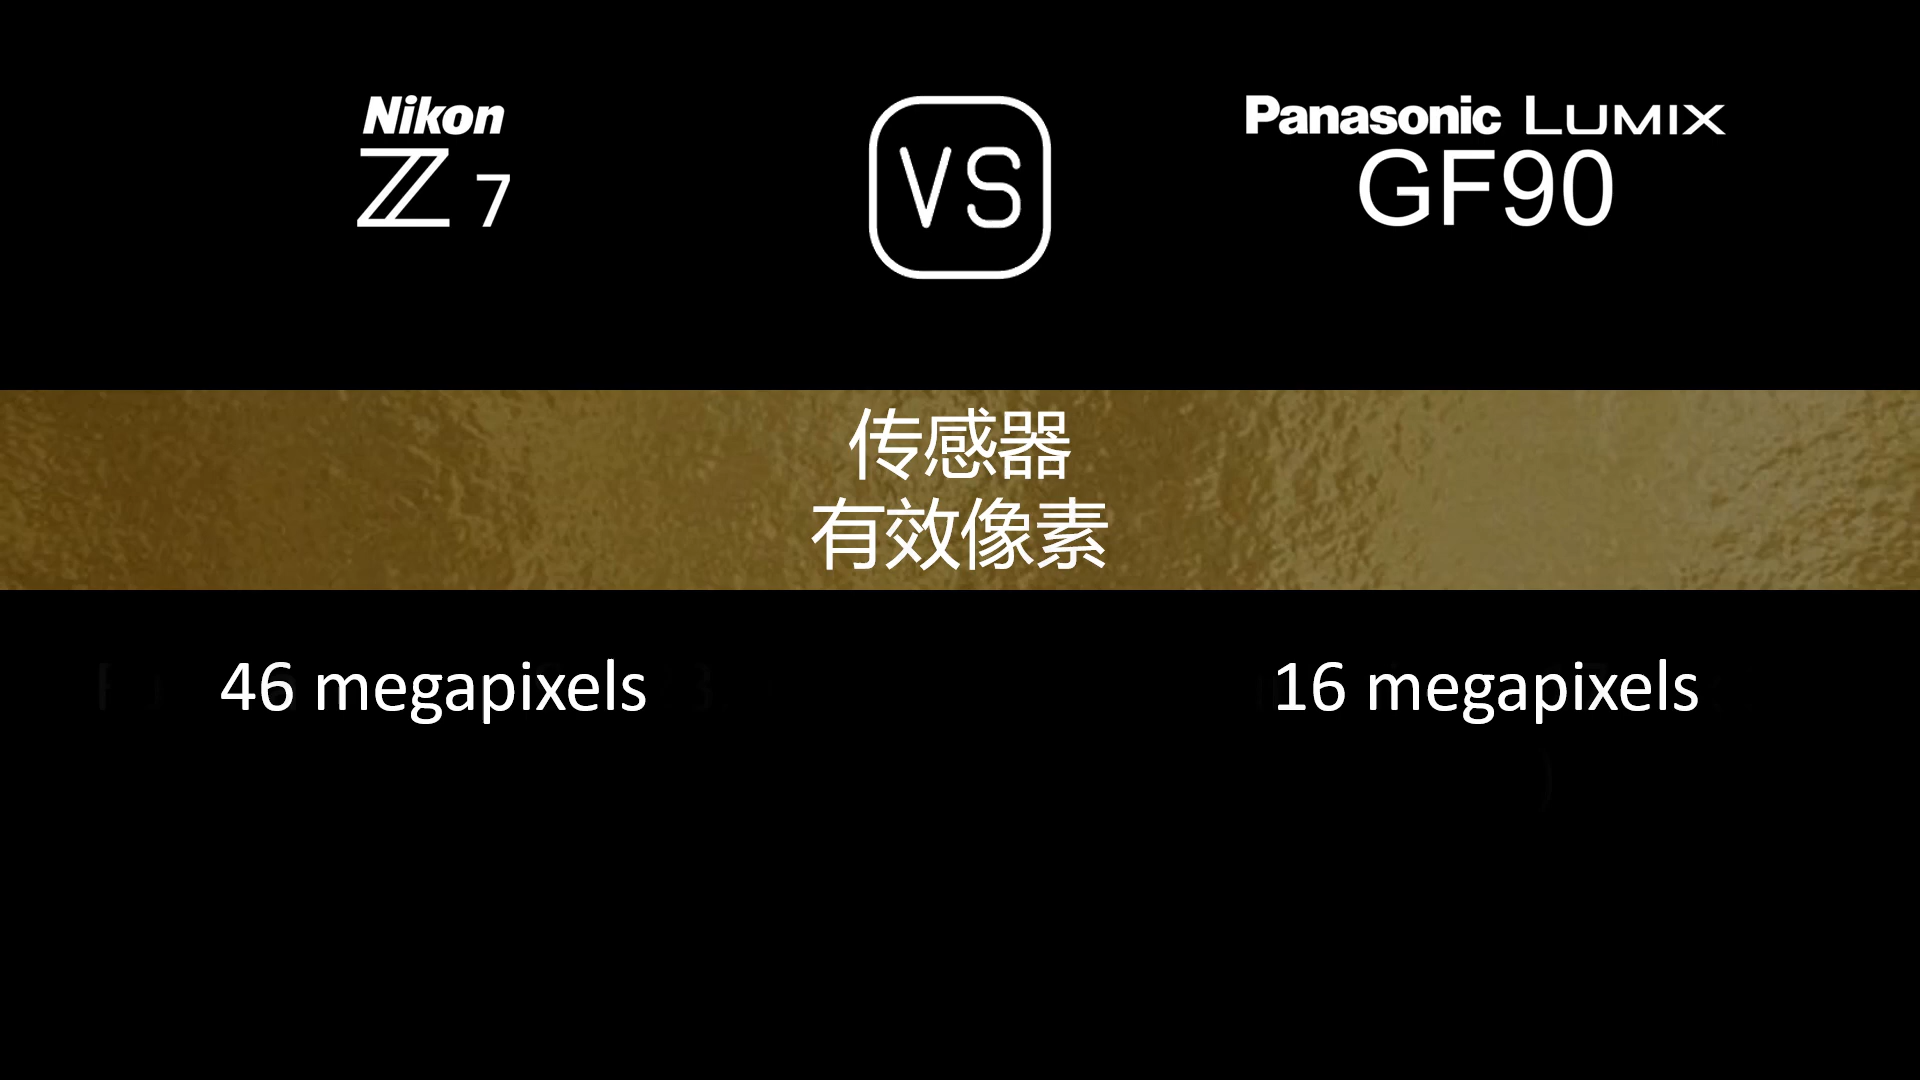 Nikon
Z 7
VS
Panasonic LUMIX
GF90
传感器
有效像素
46 megapixels
16 megapixels